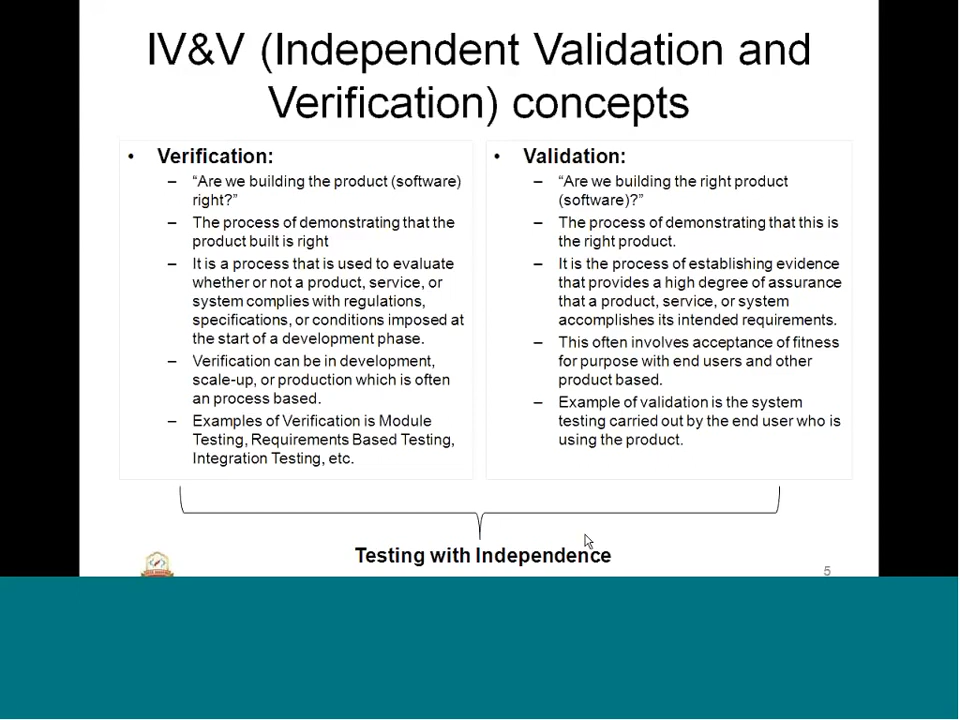 IV&V (Independent Validation and
Verification) concepts
• Verification:
– “Are we building the product (software)
right?”
– The process of demonstrating that the
product built is right
– It is a process that is used to evaluate
whether or not a product, service, or
system complies with regulations,
specifications, or conditions imposed at
the start of a development phase.
– Verification can be in development,
scale-up, or production which is often
an process based.
– Examples of Verification is Module
Testing, Requirements Based Testing,
Integration Testing, etc.
• Validation:
– “Are we building the right product
(software)?”
– The process of demonstrating that this is
the right product.
– It is the process of establishing evidence
that provides a high degree of assurance
that a product, service, or system
accomplishes its intended requirements.
– This often involves acceptance of fitness
for purpose with end users and other
product based.
– Example of validation is the system
testing carried out by the end user who is
using the product.
Testing with Independence
5